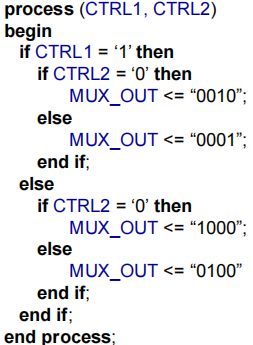 process (CTRL1, CTRL2)
begin
if CTRL1 = ‘1’ then
if CTRL2 = ‘0’ then
MUX_OUT <= “0010”;
else
MUX_OUT <= “0001”;
end if;
else
if CTRL2 = ‘0’ then
MUX_OUT <= “1000”;
else
MUX_OUT <= “0100”
end if;
end if;
end process;